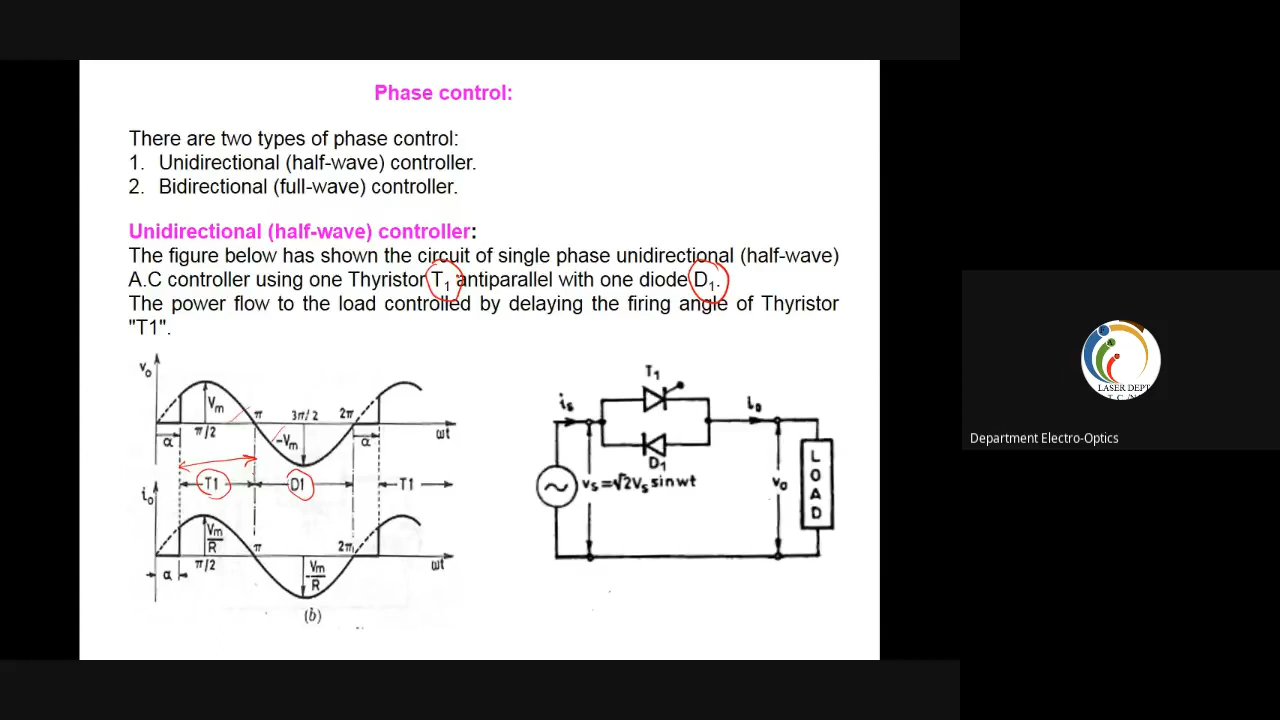 Phase control:
There are two types of phase control:
1. Unidirectional (half-wave) controller.
2. Bidirectional (full-wave) controller.
Unidirectional (half-wave) controller:
The figure below has shown the circuit of single phase unidirectional (half-wave)
A.C controller using one Thyristor T₁ antiparallel with one diode D₁.
The power flow to the load controlled by delaying the firing angle of Thyristor
"T1".
v₀
Vm
π
3π/2
2π
α
π/2
-Vm
α
ωt
T1
D1
T1
i₀
Vm/R
π
2π
α
π/2
-Vm/R
ωt
(b)
T₁
iₛ
i₀
D₁
vₛ=√2Vₛ sinwt
v₀
LOAD
LASER DEPT
Department Electro-Optics